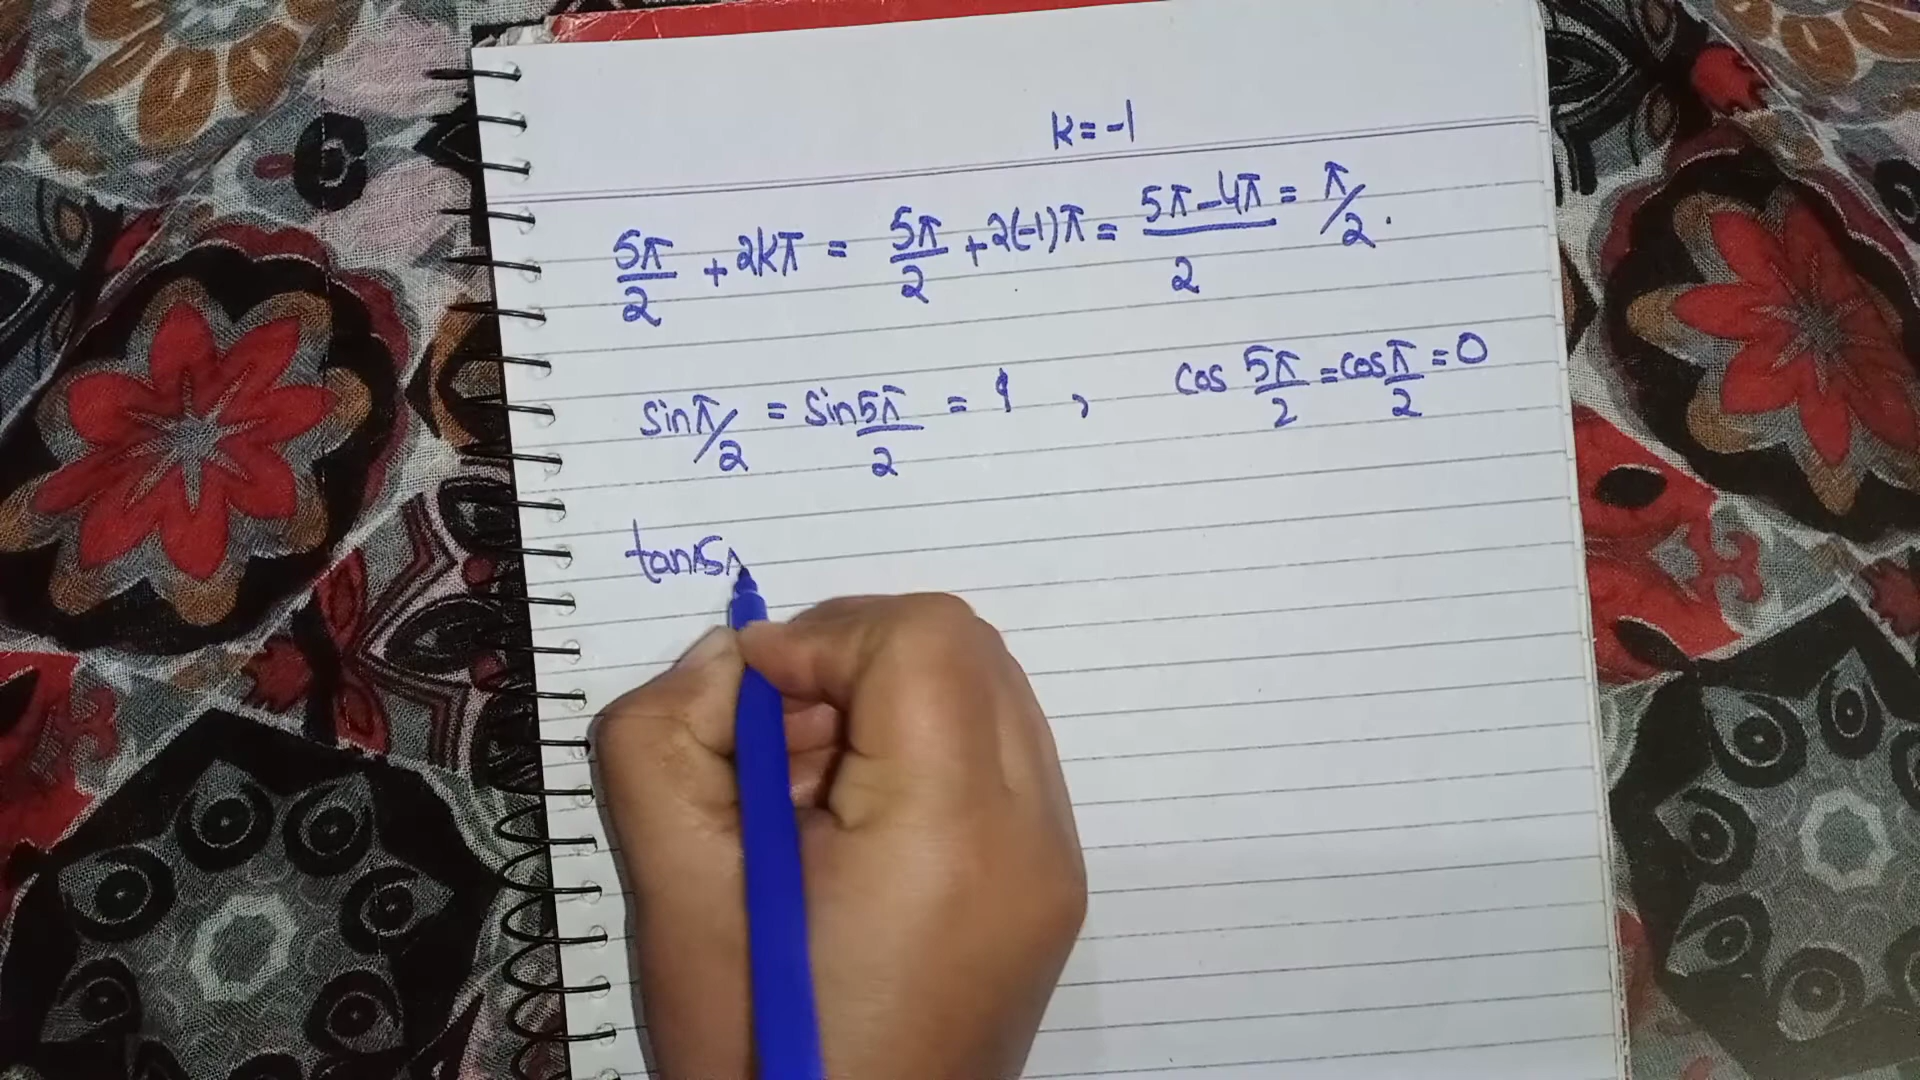 k=-1
5π/2 + 2kπ = 5π/2 + 2(-1)π = 5π-4π/2 = π/2.
sin π/2 = sin 5π/2 = 1 , cos 5π/2 = cos π/2 = 0
tan 5π